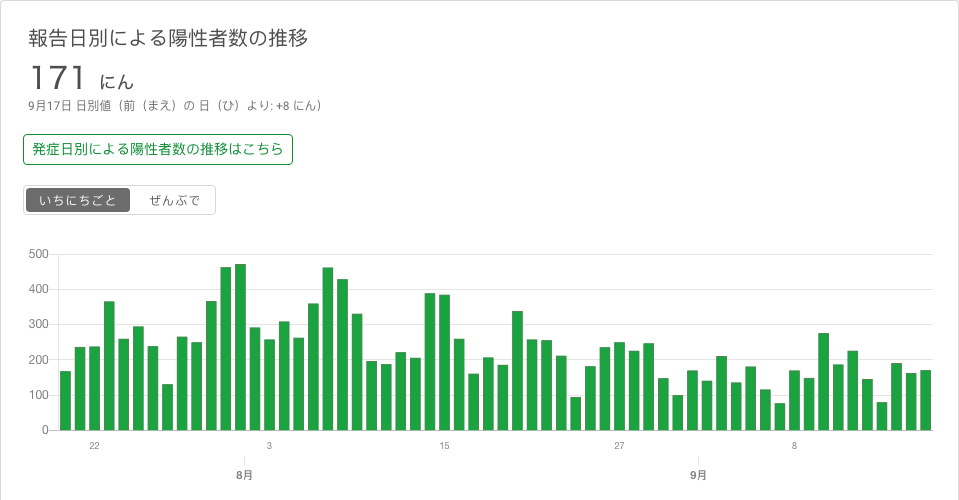 報告日別による陽性者数の推移
171 にん
9月17日 日別値（前（まえ）の 日（ひ）より: +8 にん）
発症日別による陽性者数の推移はこちら
いちにちごと ぜんぶで
500
400
300
200
100
0
22 3 15 27 8
8月 9月